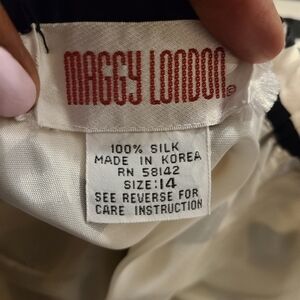 MAGGY LONDON®
100% SILK
MADE IN KOREA
RN 58142
SIZE:14
SEE REVERSE FOR
CARE INSTRUCTION